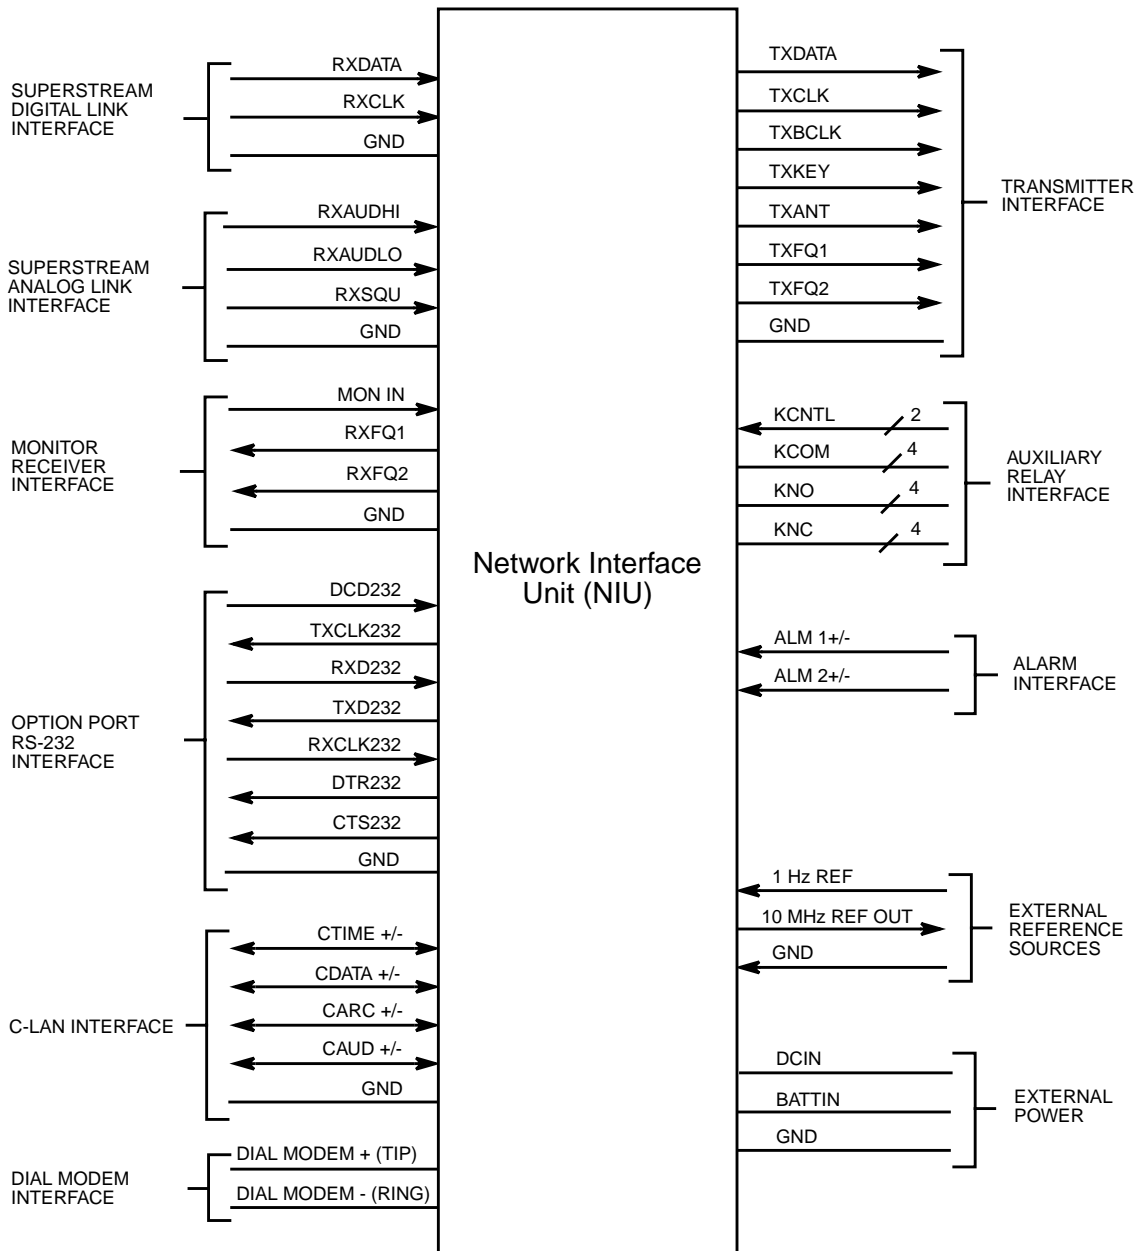 SUPERSTREAM
DIGITAL LINK
INTERFACE
RXDATA
RXCLK
GND
SUPERSTREAM
ANALOG LINK
INTERFACE
RXAUDHI
RXAUDLO
RXSQU
GND
MONITOR
RECEIVER
INTERFACE
MON IN
RXFQ1
RXFQ2
GND
OPTION PORT
RS-232
INTERFACE
DCD232
TXCLK232
RXD232
TXD232
RXCLK232
DTR232
CTS232
GND
C-LAN INTERFACE
CTIME +/-
CDATA +/-
CARC +/-
CAUD +/-
GND
DIAL MODEM
INTERFACE
DIAL MODEM + (TIP)
DIAL MODEM - (RING)
Network Interface
Unit (NIU)
TXDATA
TXCLK
TXBCLK
TXKEY
TXANT
TXFQ1
TXFQ2
GND
TRANSMITTER
INTERFACE
KCNTL 2
KCOM 4
KNO 4
KNC 4
AUXILIARY
RELAY
INTERFACE
ALM 1+/-
ALM 2+/-
ALARM
INTERFACE
1 Hz REF
10 MHz REF OUT
GND
EXTERNAL
REFERENCE
SOURCES
DCIN
BATTIN
GND
EXTERNAL
POWER